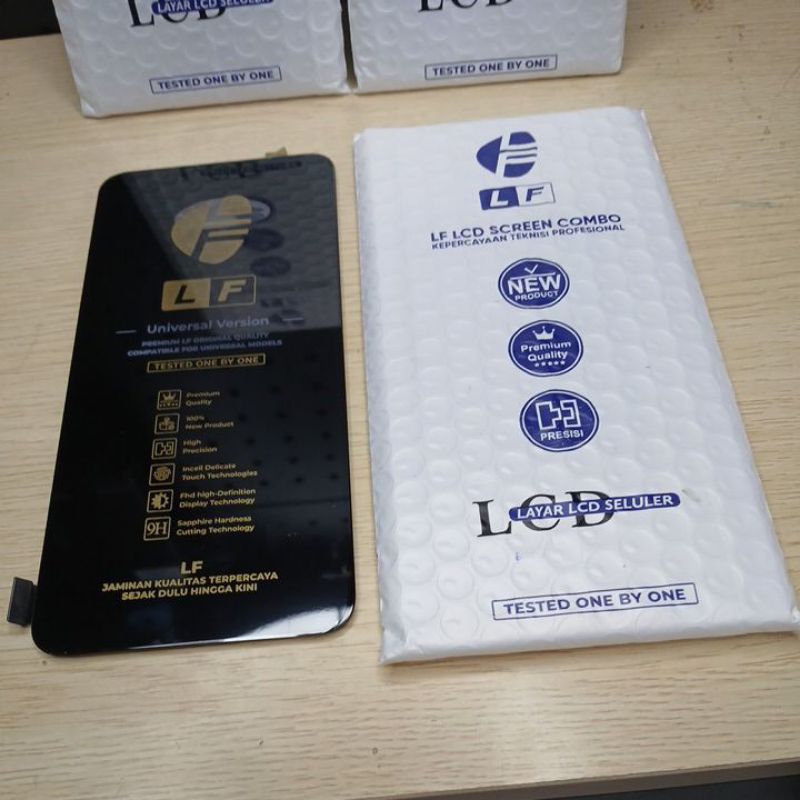 LCD
LAYAR LCD SELULER
TESTED ONE BY ONE
LCD
TESTED ONE BY ONE
LF
Universal Version
PREMIUM LF ORIGINAL QUALITY
COMPATIBLE FOR UNIVERSAL MODELS
TESTED ONE BY ONE
Premium
Quality
100%
New Product
High
Precision
Incell Delicate
Touch Technologies
Fhd high-Definition
Display Technology
9H
Sapphire Hardness
Cutting Technology
LF
JAMINAN KUALITAS TERPERCAYA
SEJAK DULU HINGGA KINI
LF
LF LCD SCREEN COMBO
KEPERCAYAAN TEKNISI PROFESIONAL
NEW
PRODUCT
Premium
Quality
PRESISI
LCD
LAYAR LCD SELULER
TESTED ONE BY ONE